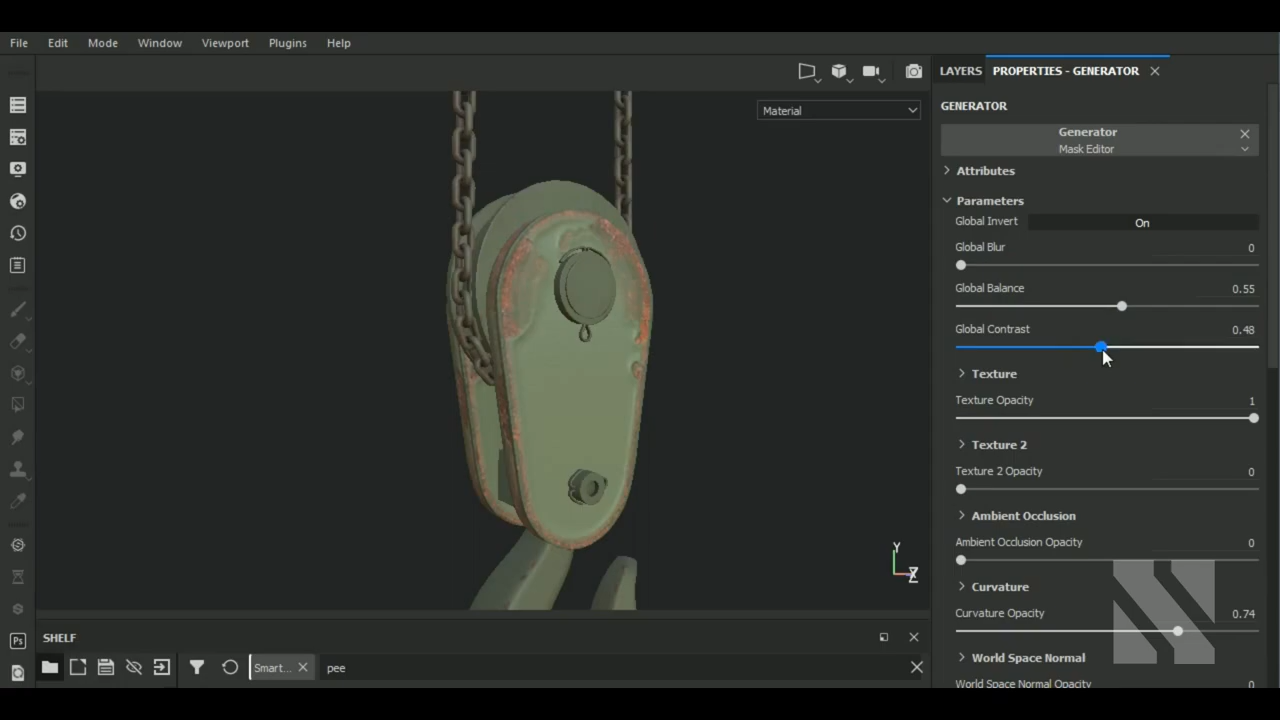 File Edit Mode Window Viewport Plugins Help
LAYERS PROPERTIES - GENERATOR
Material
GENERATOR
Generator
Mask Editor
Attributes
Parameters
Global Invert On
Global Blur 0
Global Balance 0.55
Global Contrast 0.48
Texture
Texture Opacity 1
Texture 2
Texture 2 Opacity 0
Ambient Occlusion
Ambient Occlusion Opacity 0
Curvature
Curvature Opacity 0.74
World Space Normal
World Space Normal Opacity 0
Y
Z
SHELF
Ps
Smart... pee